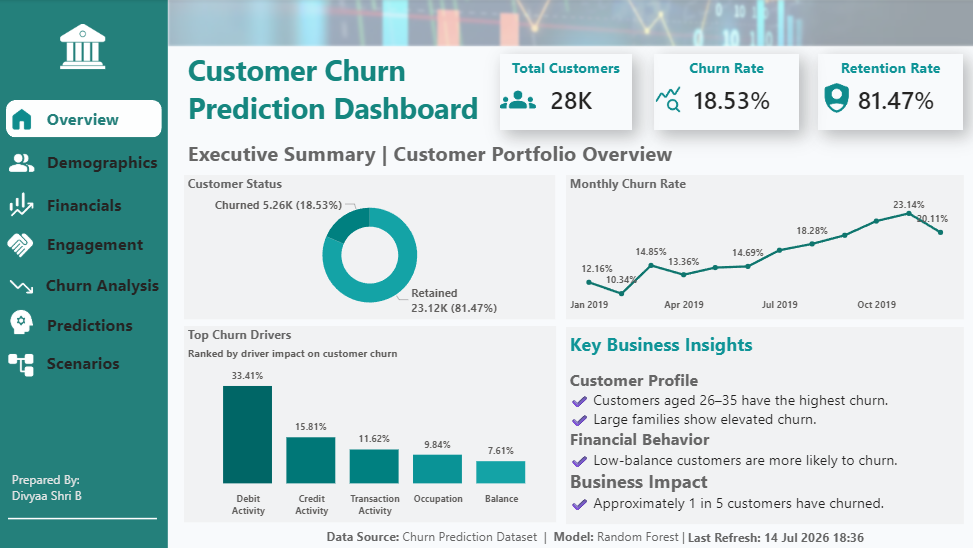 Customer Churn
Prediction Dashboard
Total Customers
28K
Churn Rate
18.53%
Retention Rate
81.47%
Overview
Demographics
Financials
Engagement
Churn Analysis
Predictions
Scenarios
Prepared By:
Divyaa Shri B
Executive Summary | Customer Portfolio Overview
Customer Status
Churned 5.26K (18.53%)
Retained
23.12K (81.47%)
Monthly Churn Rate
12.16%
10.34%
14.85%
13.36%
14.69%
18.28%
23.14%
20.11%
Jan 2019
Apr 2019
Jul 2019
Oct 2019
Top Churn Drivers
Ranked by driver impact on customer churn
33.41%
15.81%
11.62%
9.84%
7.61%
Debit
Activity
Credit
Activity
Transaction
Activity
Occupation
Balance
Key Business Insights
Customer Profile
Customers aged 26–35 have the highest churn.
Large families show elevated churn.
Financial Behavior
Low-balance customers are more likely to churn.
Business Impact
Approximately 1 in 5 customers have churned.
Data Source: Churn Prediction Dataset | Model: Random Forest | Last Refresh: 14 Jul 2026 18:36